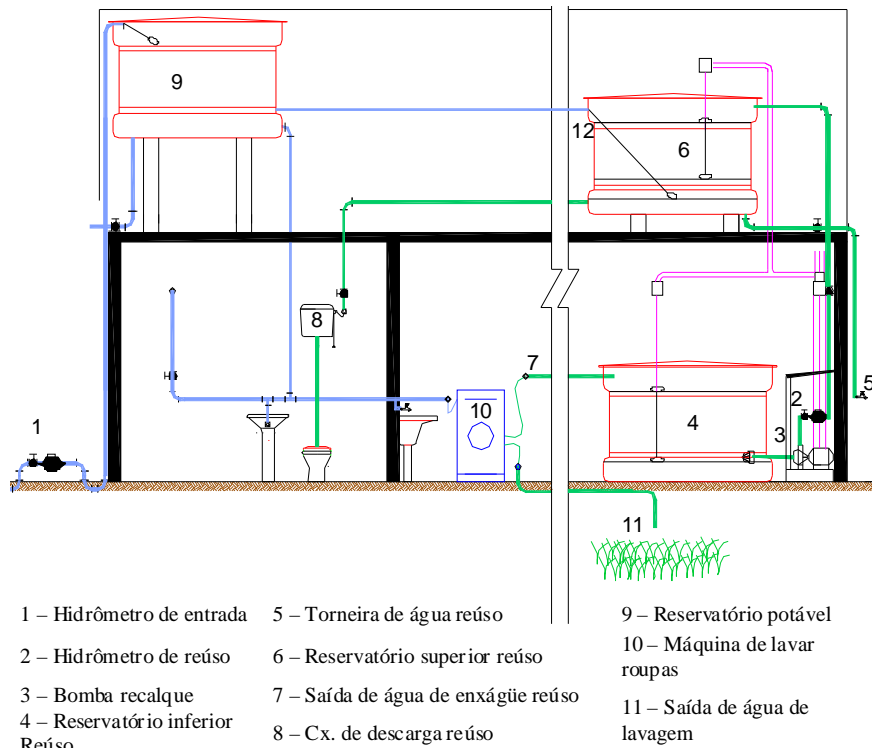 9
12
6
8
7
5
1
10
4
2
3
11
1 – Hidrômetro de entrada
2 – Hidrômetro de reúso
3 – Bomba recalque
4 – Reservatório inferior
Reúso
5 – Torneira de água reúso
6 – Reservatório superior reúso
7 – Saída de água de enxágüe reúso
8 – Cx. de descarga reúso
9 – Reservatório potável
10 – Máquina de lavar
roupas
11 – Saída de água de
lavagem